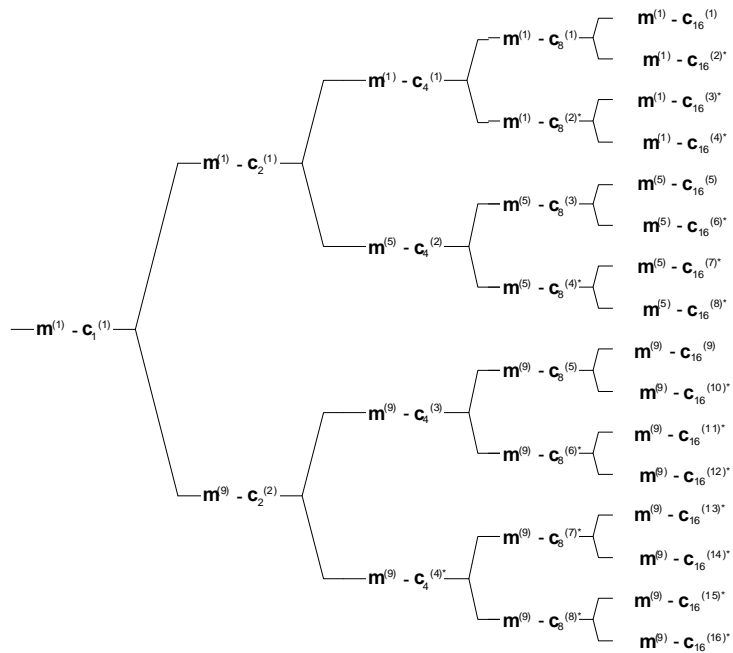 m(1) - c16(1)
m(1) - c8(1)
m(1) - c16(2)*
m(1) - c4(1)
m(1) - c16(3)*
m(1) - c8(2)*
m(1) - c16(4)*
m(1) - c2(1)
m(5) - c16(5)
m(5) - c8(3)
m(5) - c16(6)*
m(5) - c4(2)
m(5) - c16(7)*
m(5) - c8(4)*
m(5) - c16(8)*
m(1) - c1(1)
m(9) - c16(9)
m(9) - c8(5)
m(9) - c16(10)*
m(9) - c4(3)
m(9) - c16(11)*
m(9) - c8(6)*
m(9) - c16(12)*
m(9) - c2(2)
m(9) - c16(13)*
m(9) - c8(7)*
m(9) - c16(14)*
m(9) - c4(4)*
m(9) - c16(15)*
m(9) - c8(8)*
m(9) - c16(16)*